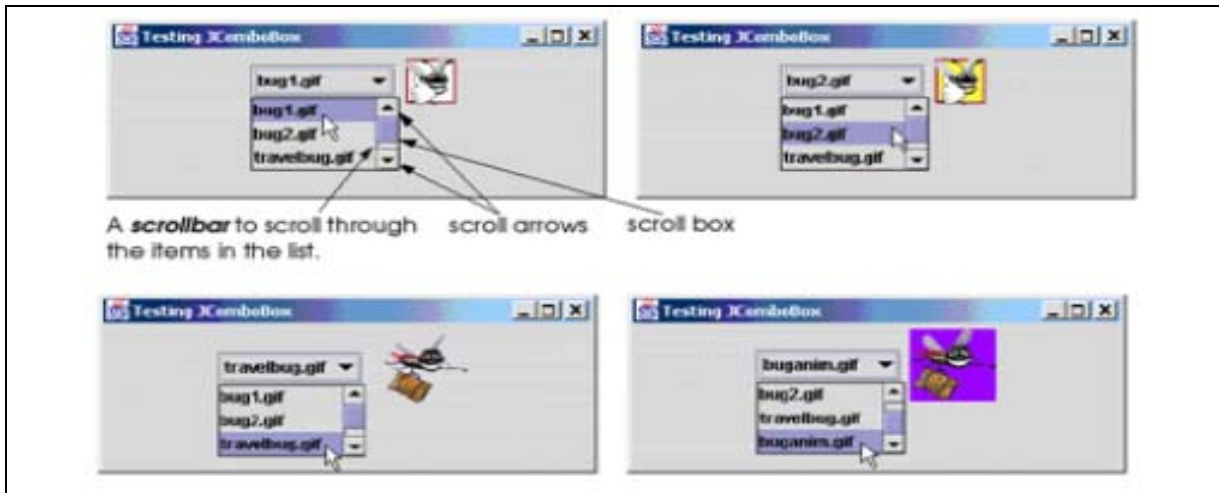 Testing JComboBox
Testing JComboBox
bug1.gif
bug1.gif
bug2.gif
travelbug.gif
bug2.gif
bug1.gif
bug2.gif
travelbug.gif
A scrollbar to scroll through
the items in the list.
scroll arrows
scroll box
Testing JComboBox
Testing JComboBox
travelbug.gif
bug1.gif
bug2.gif
travelbug.gif
buganim.gif
bug2.gif
travelbug.gif
buganim.gif